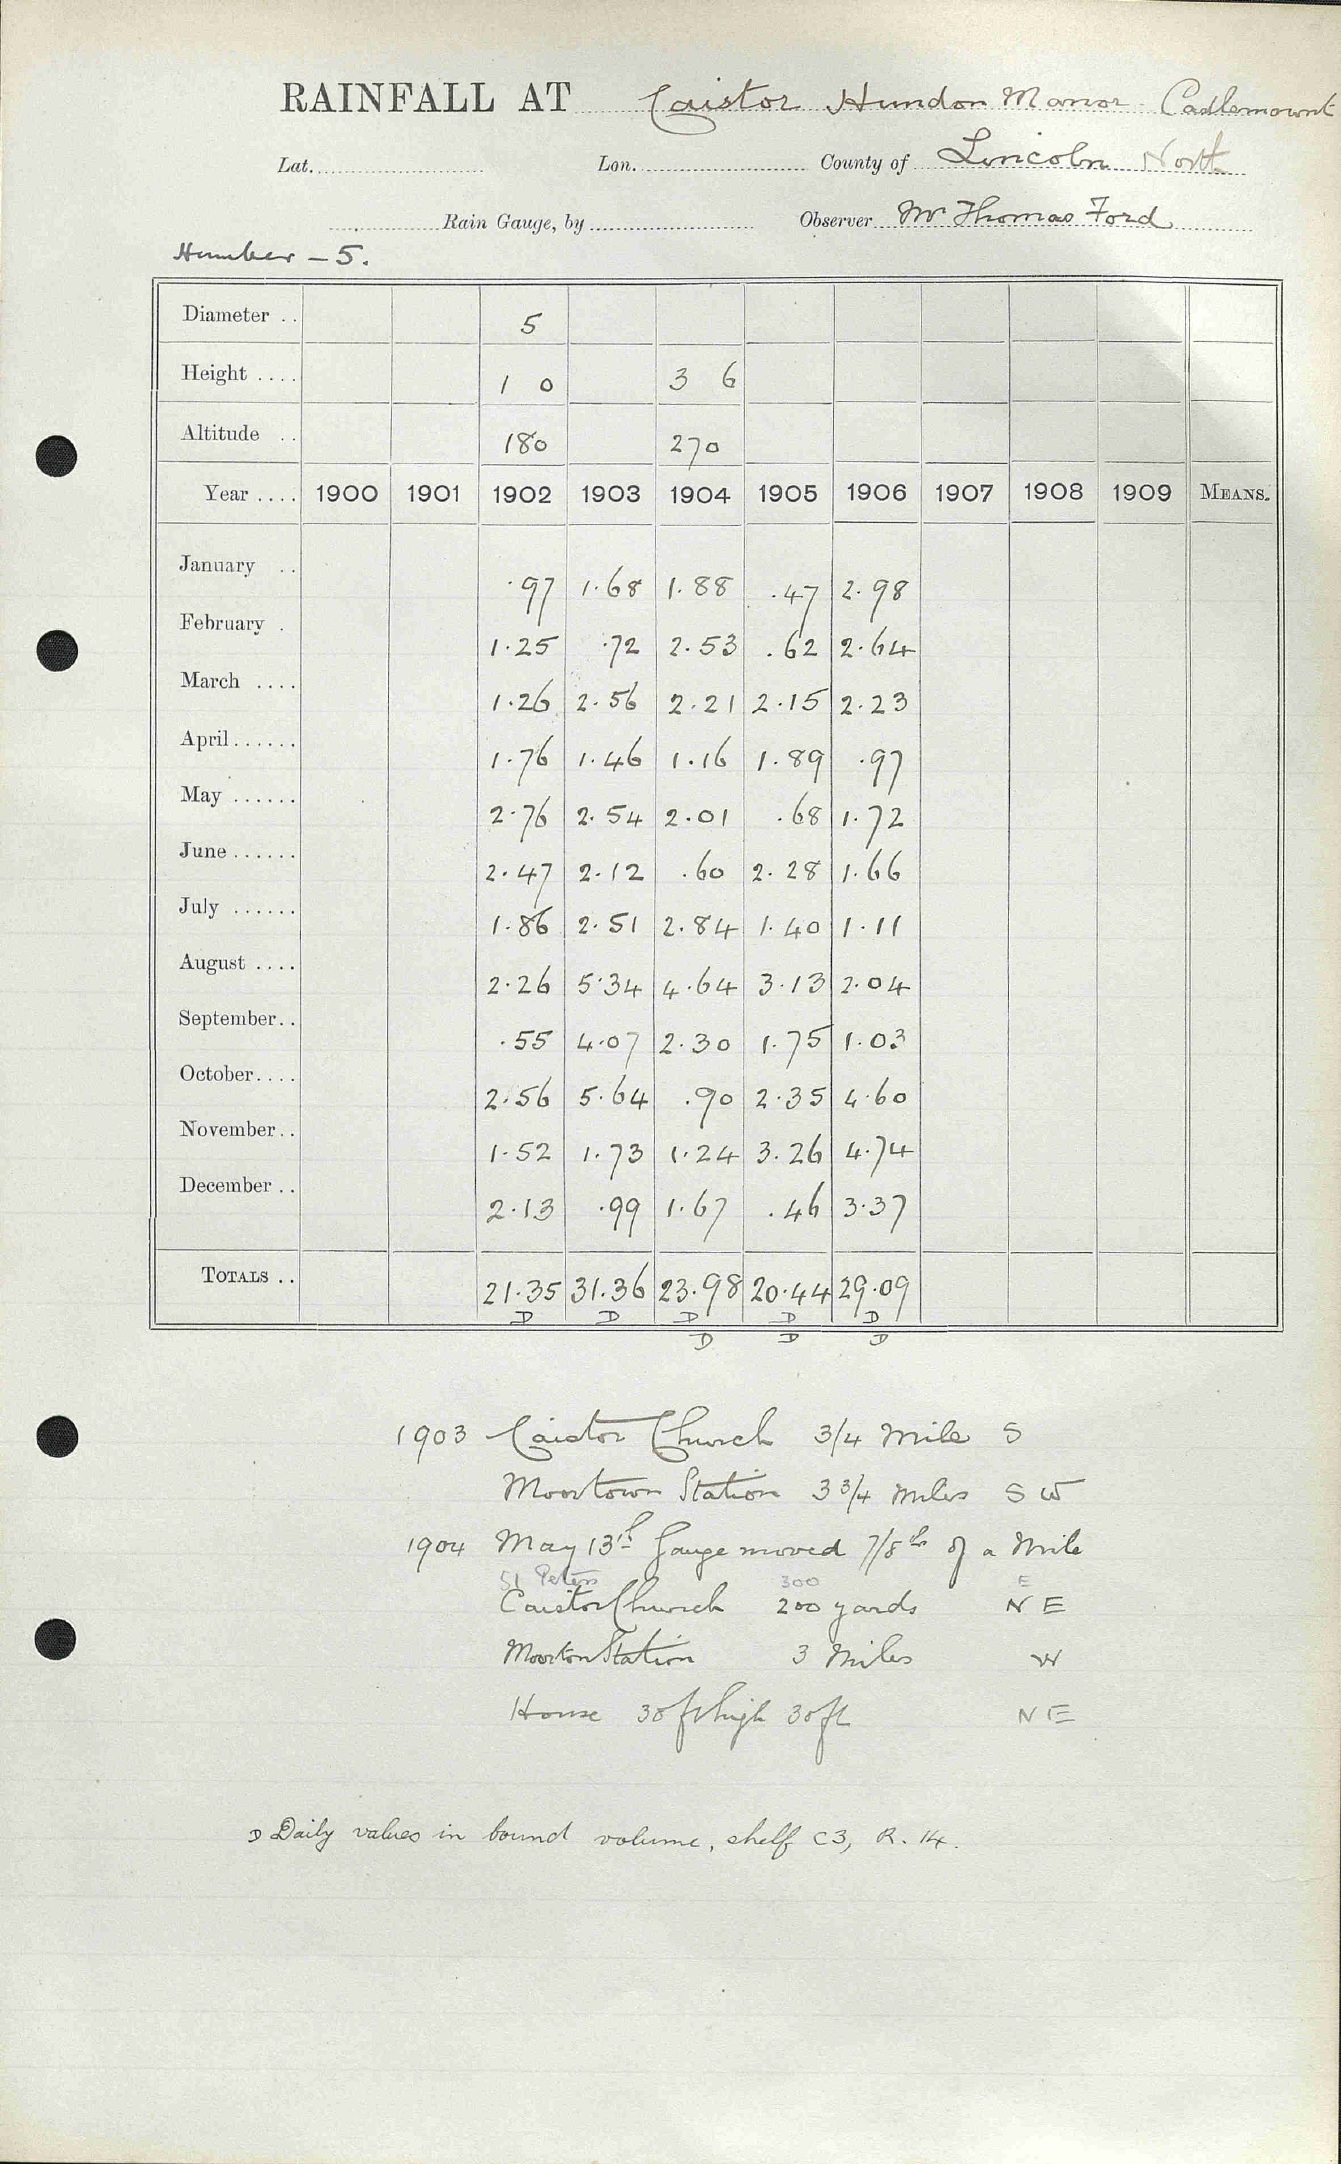 RAINFALL AT Caistor Hundon Manor Cadlemount
Lat. Lon. County of Lincoln North
Rain Gauge, by Observer Mr Thomas Ford
Humber - 5.
Diameter .. 5
Height .... 1 0 3 6
Altitude .. 180 270
Year .... 1900 1901 1902 1903 1904 1905 1906 1907 1908 1909 MEANS.
January .. .97 1.68 1.88 .47 2.98
February . 1.25 .72 2.53 .62 2.64
March .... 1.26 2.56 2.21 2.15 2.23
April...... 1.76 1.46 1.16 1.89 .97
May ...... 2.76 2.54 2.01 .68 1.72
June...... 2.47 2.12 .60 2.28 1.66
July ...... 1.86 2.51 2.84 1.40 1.11
August .... 2.26 5.34 4.64 3.13 2.04
September.. .55 4.07 2.30 1.75 1.03
October.... 2.56 5.64 .90 2.35 4.60
November.. 1.52 1.73 1.24 3.26 4.74
December .. 2.13 .99 1.67 .46 3.37
TOTALS .. 21.35 31.36 23.98 20.44 29.09
D D D D D
D D D
1903 Caistor Church 3/4 Mile S
Moortown Station 3 3/4 Miles S W
1904 May 13th Gauge moved 7/8ths of a Mile
St Peters 300 E
Caistor Church 200 yards N E
Moorton Station 3 Miles W
House 30 ft high 30 ft N E
D Daily values in bound volume, shelf C3, R. 14.